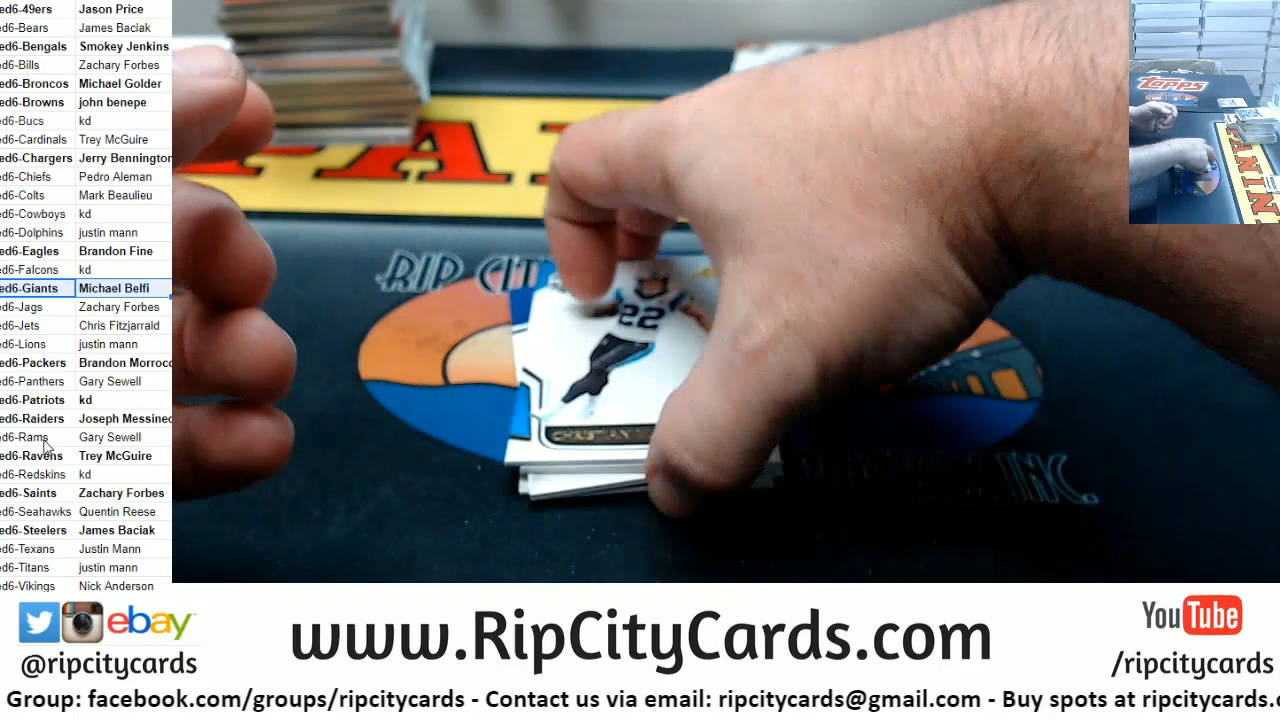 ed6-49ers Jason Price
ed6-Bears James Baciak
ed6-Bengals Smokey Jenkins
ed6-Bills Zachary Forbes
ed6-Broncos Michael Golder
ed6-Browns john benepe
ed6-Bucs kd
ed6-Cardinals Trey McGuire
ed6-Chargers Jerry Bennington
ed6-Chiefs Pedro Aleman
ed6-Colts Mark Beaulieu
ed6-Cowboys kd
ed6-Dolphins justin mann
ed6-Eagles Brandon Fine
ed6-Falcons kd
ed6-Giants Michael Belfi
ed6-Jags Zachary Forbes
ed6-Jets Chris Fitzjarrald
ed6-Lions justin mann
ed6-Packers Brandon Morrocc
ed6-Panthers Gary Sewell
ed6-Patriots kd
ed6-Raiders Joseph Messinec
ed6-Rams Gary Sewell
ed6-Ravens Trey McGuire
ed6-Redskins kd
ed6-Saints Zachary Forbes
ed6-Seahawks Quentin Reese
ed6-Steelers James Baciak
ed6-Texans Justin Mann
ed6-Titans justin mann
ed6-Vikings Nick Anderson
RIP CIT
22
INC.
Topps
PANINI
ebay
@ripcitycards
www.RipCityCards.com
YouTube
/ripcitycards
Group: facebook.com/groups/ripcitycards - Contact us via email: ripcitycards@gmail.com - Buy spots at ripcitycards.c